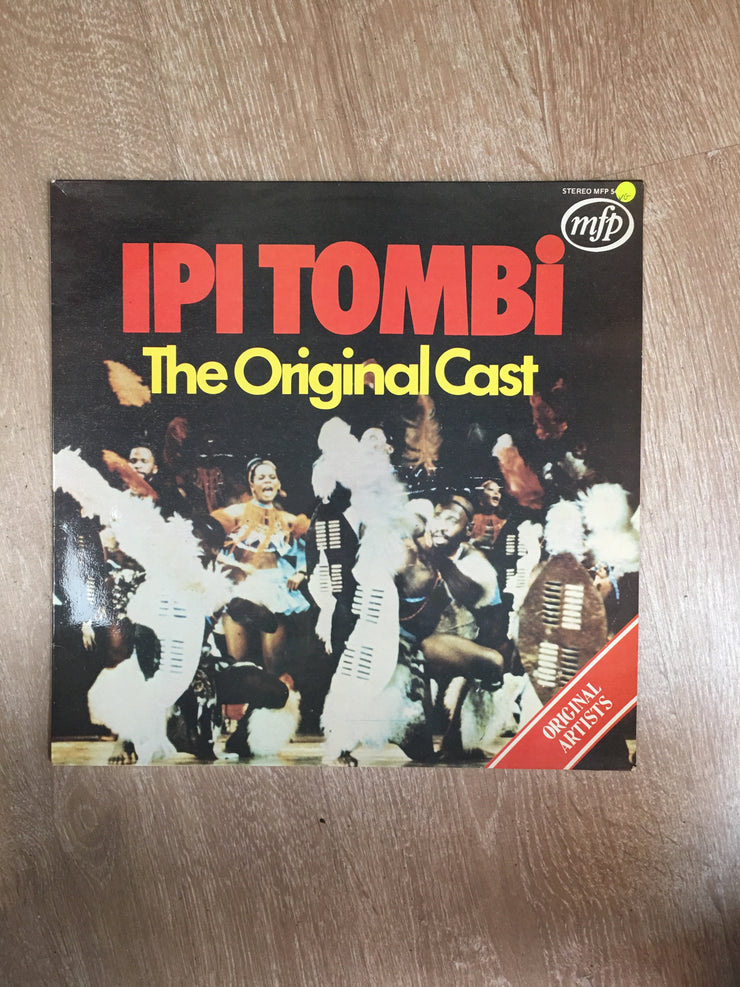 STEREO MFP
mfp
IPI TOMBi
The Original Cast
ORIGINAL
ARTISTS